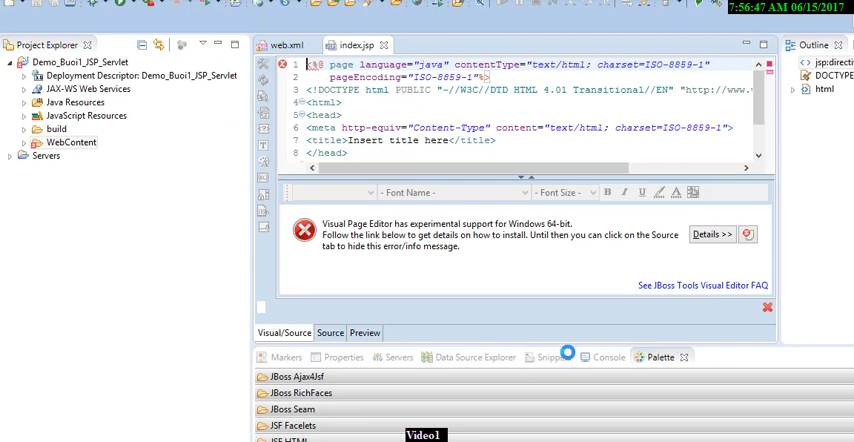 7:56:47 AM 06/15/2017
Project Explorer
Demo_Buoi1_JSP_Servlet
Deployment Descriptor: Demo_Buoi1_JSP_Servlet
JAX-WS Web Services
Java Resources
JavaScript Resources
build
WebContent
Servers
web.xml
index.jsp
1 <%@ page language="java" contentType="text/html; charset=ISO-8859-1"
2 pageEncoding="ISO-8859-1"%>
3 <!DOCTYPE html PUBLIC "-//W3C//DTD HTML 4.01 Transitional//EN" "http://www.
4 <html>
5 <head>
6 <meta http-equiv="Content-Type" content="text/html; charset=ISO-8859-1">
7 <title>Insert title here</title>
8 </head>
- Font Name -
- Font Size -
B I U
Visual Page Editor has experimental support for Windows 64-bit.
Follow the link below to get details on how to install. Until then you can click on the Source
tab to hide this error/info message.
Details >>
See JBoss Tools Visual Editor FAQ
Visual/Source
Source
Preview
Markers
Properties
Servers
Data Source Explorer
Snipp
Console
Palette
JBoss Ajax4Jsf
JBoss RichFaces
JBoss Seam
JSF Facelets
JSF HTML
Video1
Outline
jsp:directi
DOCTYPE
html